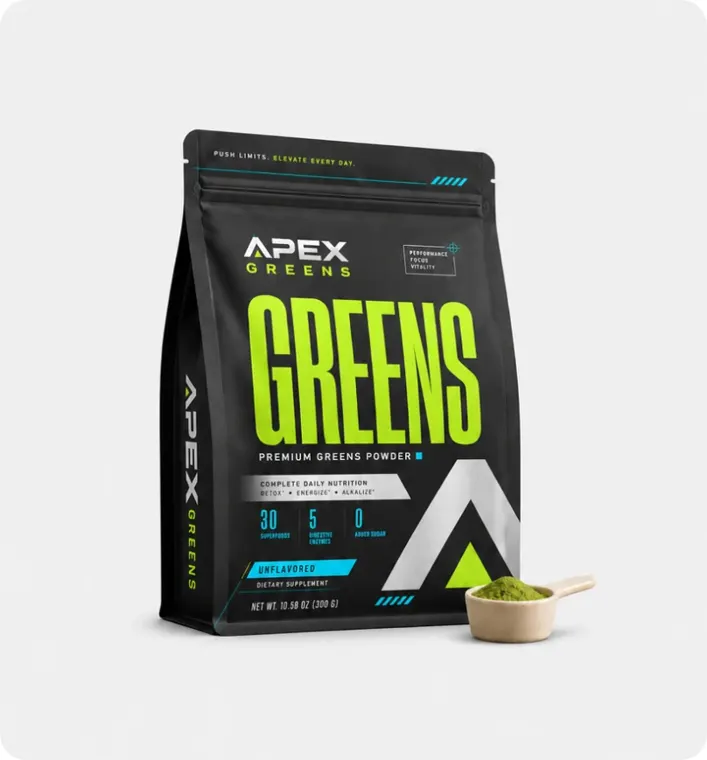 PUSH LIMITS. ELEVATE EVERY DAY.
APEX
GREENS
PERFORMANCE
FOCUS
VITALITY
GREENS
PREMIUM GREENS POWDER
COMPLETE DAILY NUTRITION
DETOX* • ENERGIZE* • ALKALIZE*
30
SUPERFOODS
5
DIGESTIVE
ENZYMES
0
ADDED SUGAR
UNFLAVORED
DIETARY SUPPLEMENT
NET WT. 10.58 OZ (300 G)
APEX GREENS